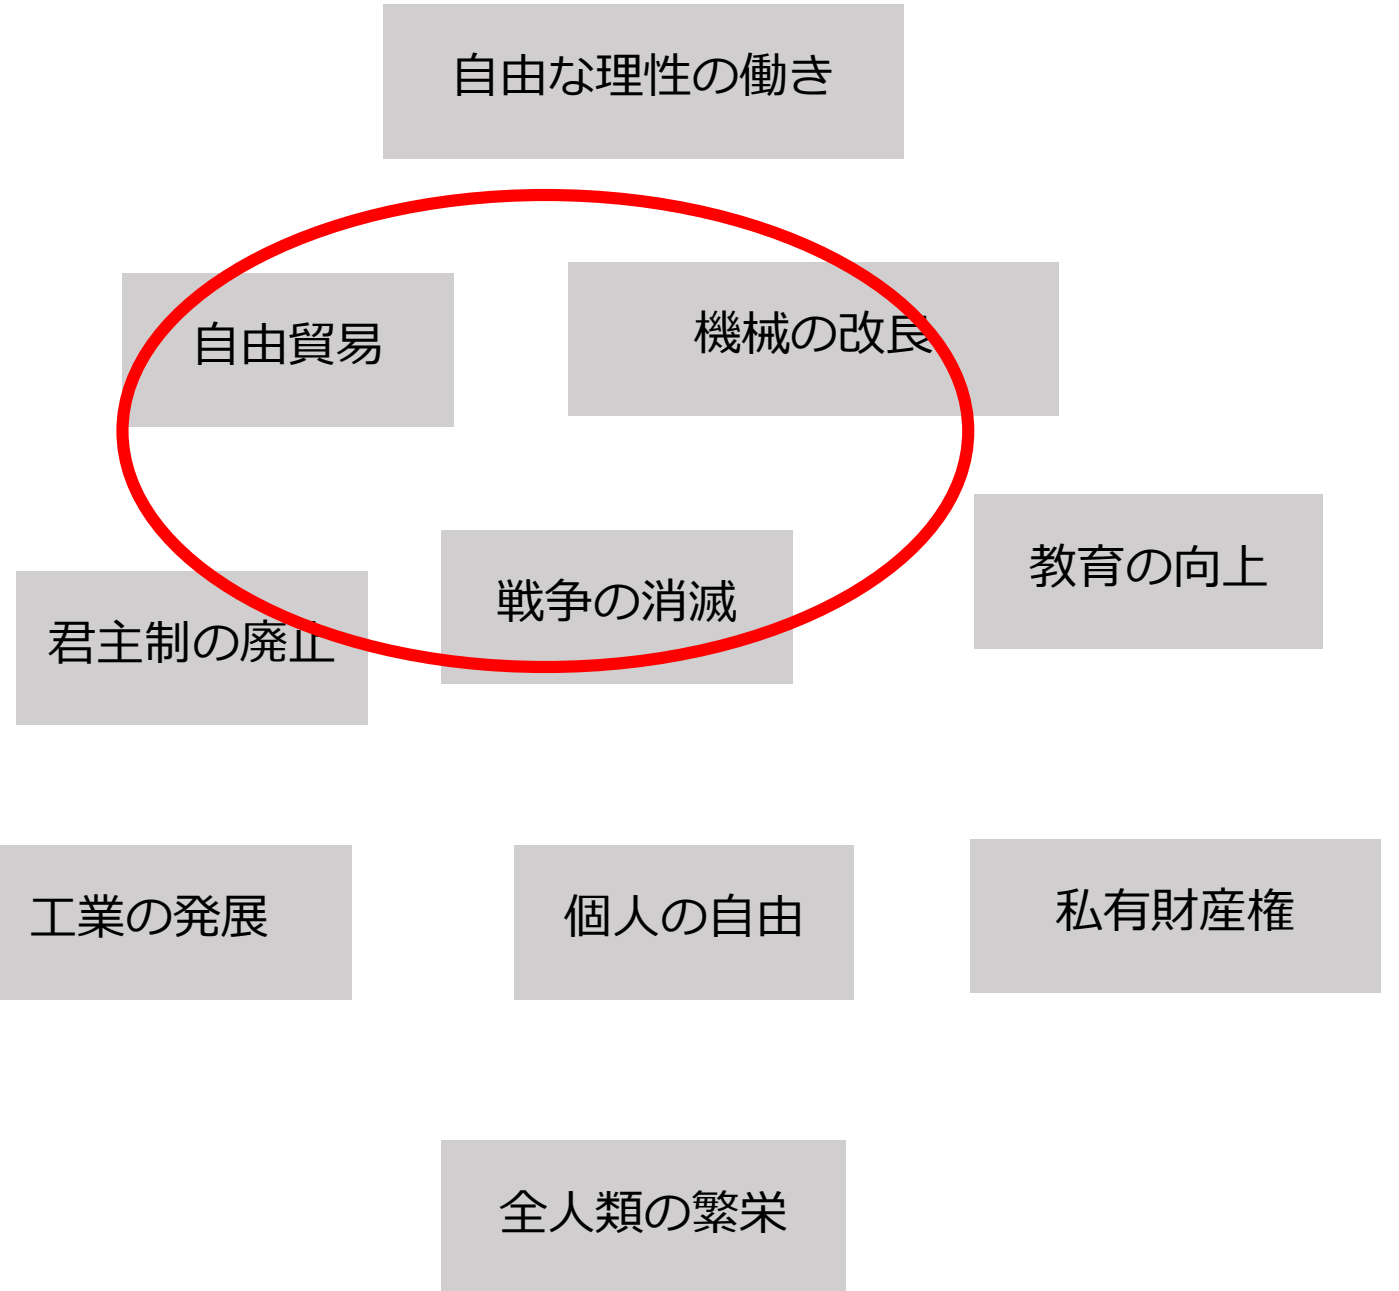 自由な理性の働き
自由貿易
機械の改良
教育の向上
戦争の消滅
君主制の廃止
工業の発展
個人の自由
私有財産権
全人類の繁栄